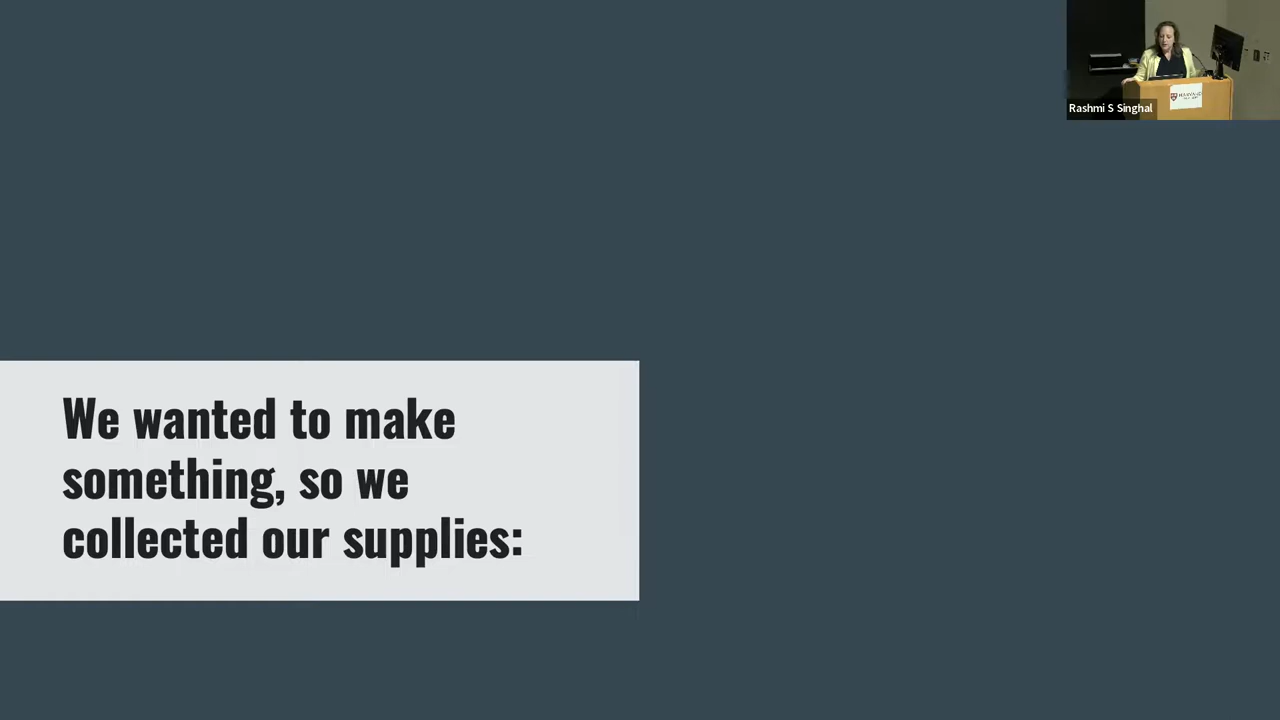 Rashmi S Singhal
We wanted to make
something, so we
collected our supplies: